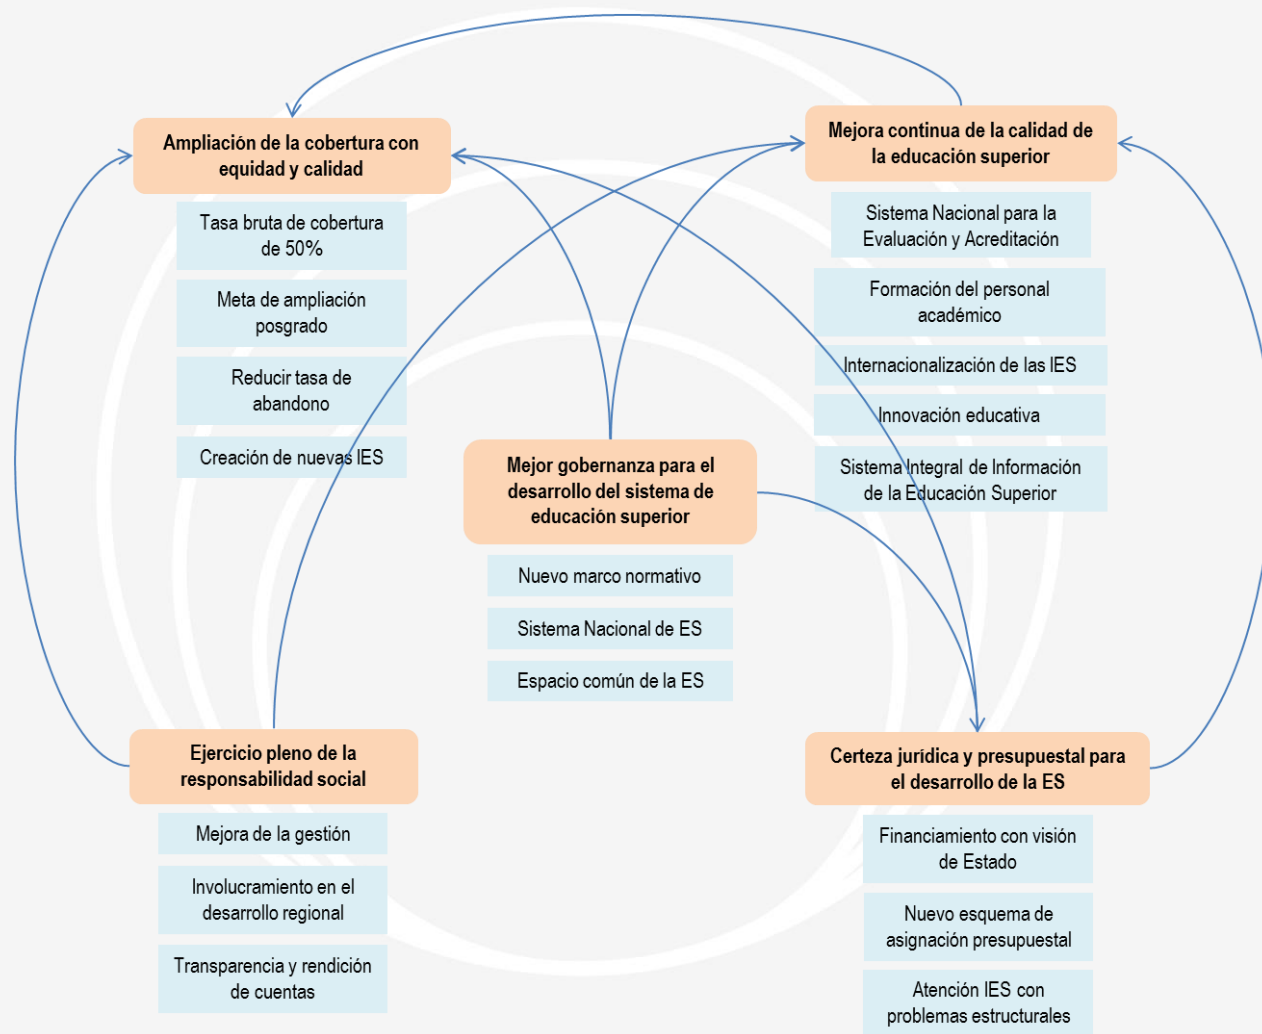 Ampliación de la cobertura con
equidad y calidad
Tasa bruta de cobertura
de 50%
Meta de ampliación
posgrado
Reducir tasa de
abandono
Creación de nuevas IES
Mejora continua de la calidad de
la educación superior
Sistema Nacional para la
Evaluación y Acreditación
Formación del personal
académico
Internacionalización de las IES
Innovación educativa
Sistema Integral de Información
de la Educación Superior
Mejor gobernanza para el
desarrollo del sistema de
educación superior
Nuevo marco normativo
Sistema Nacional de ES
Espacio común de la ES
Ejercicio pleno de la
responsabilidad social
Mejora de la gestión
Involucramiento en el
desarrollo regional
Transparencia y rendición
de cuentas
Certeza jurídica y presupuestal para
el desarrollo de la ES
Financiamiento con visión
de Estado
Nuevo esquema de
asignación presupuestal
Atención IES con
problemas estructurales